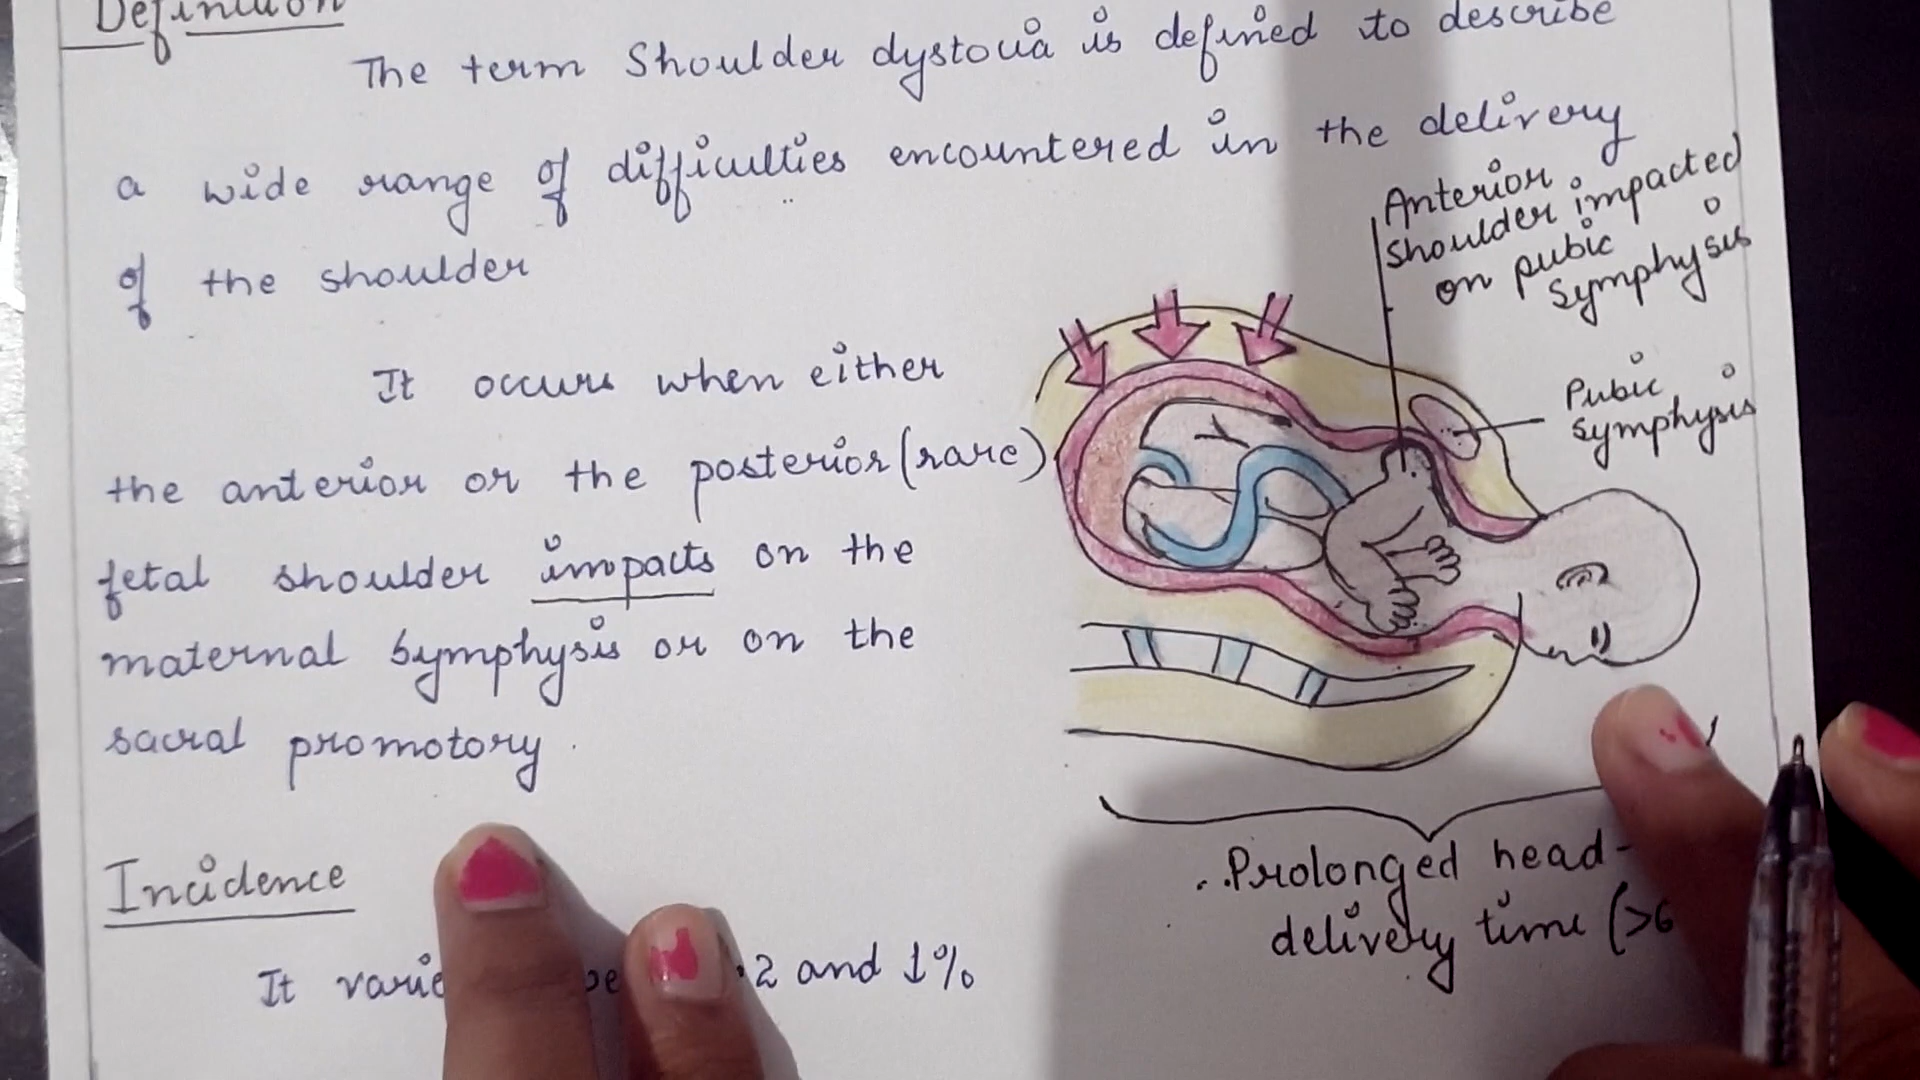 Definition
The term Shoulder dystocia is defined to describe
a wide range of difficulties encountered in the delivery
of the shoulder
It occurs when either
the anterior or the posterior (rare)
fetal shoulder impacts on the
maternal symphysis or on the
sacral promotory
Incidence
It varie be .2 and 1%
Anterior
shoulder impacted
on pubic
symphysis
Pubic
symphysis
Prolonged head-
delivery time (>6